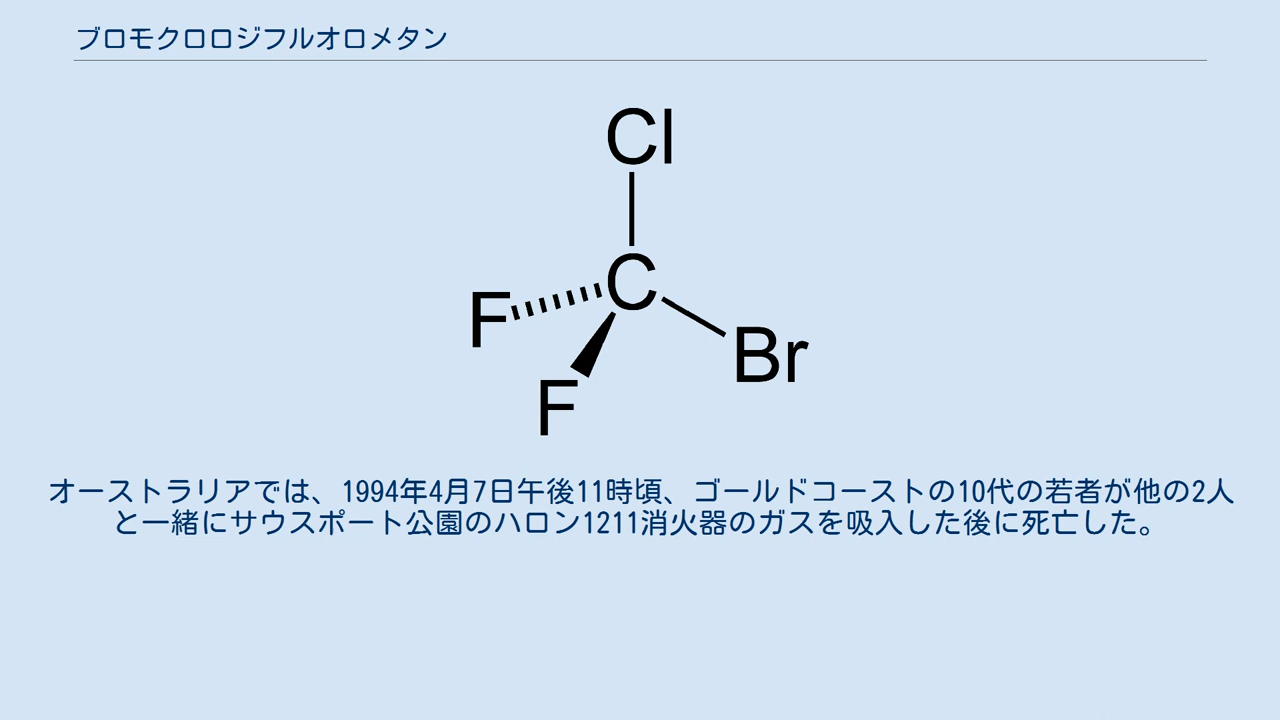 ブロモクロロジフルオロメタン
Cl
C
F
Br
F
オーストラリアでは、1994年4月7日午後11時頃、ゴールドコーストの10代の若者が他の2人
と一緒にサウスポート公園のハロン1211消火器のガスを吸入した後に死亡した。